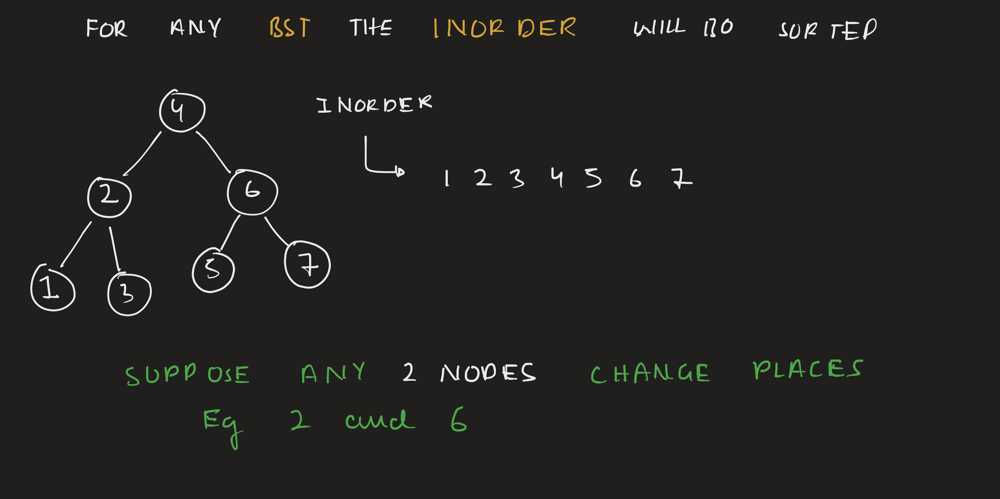 FOR ANY BST THE INORDER WILL BO SORTED
4
INORDER
2 6
1 2 3 4 5 6 7
1 3 5 7
SUPPOSE ANY 2 NODES CHANGE PLACES
Eg 2 and 6